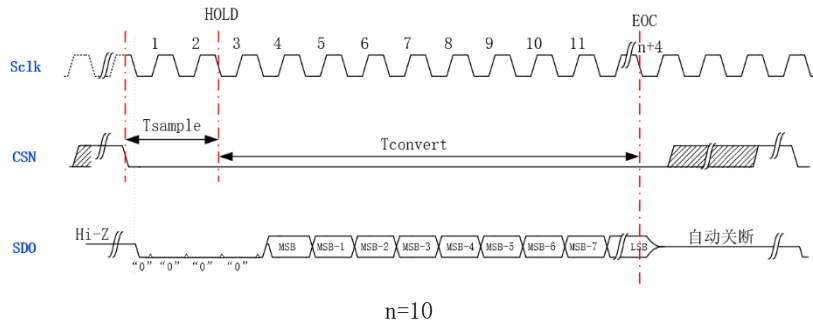 HOLD
EOC
1 2 3 4 5 6 7 8 9 10 11 n+4
Sclk
Tsample
Tconvert
CSN
Hi-Z
自动关断
SDO
MSB MSB-1 MSB-2 MSB-3 MSB-4 MSB-5 MSB-6 MSB-7 LSB
“0” “0” “0” “0”
n=10